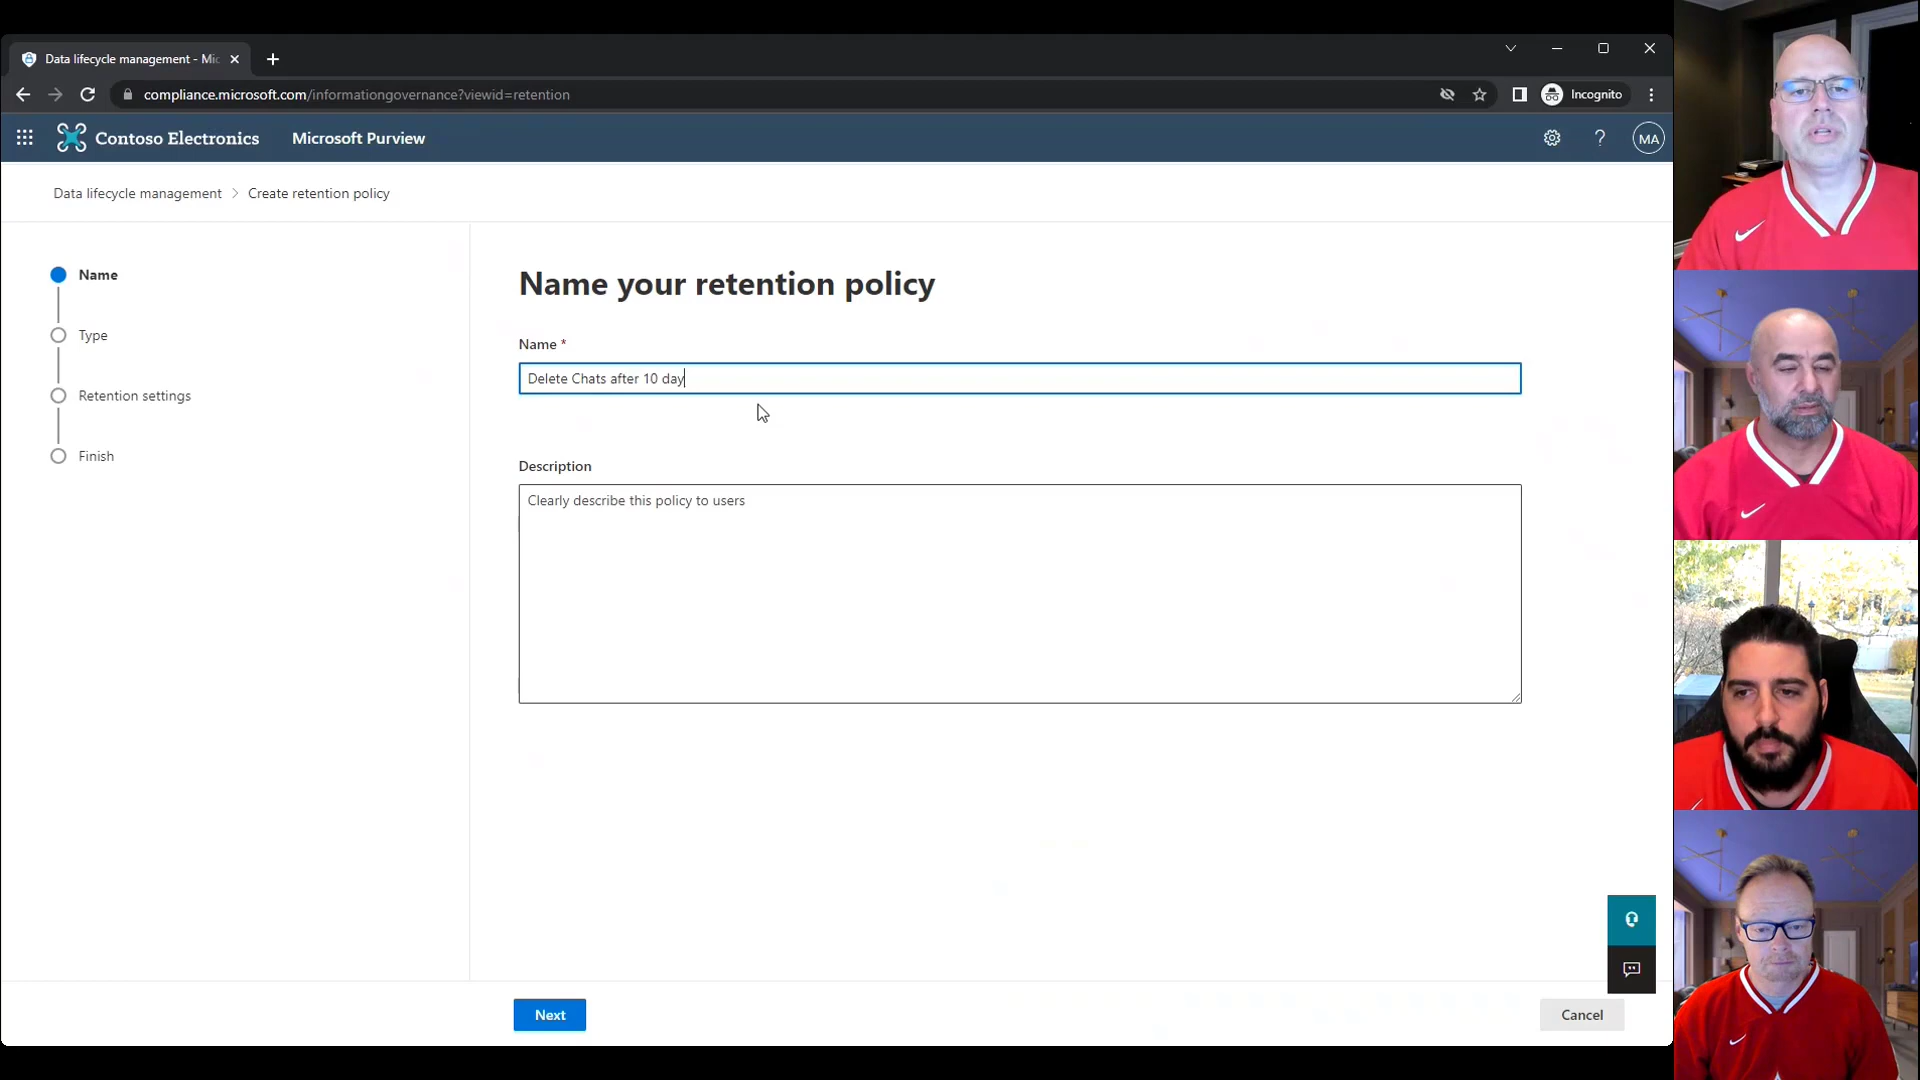 Data lifecycle management - Mic
compliance.microsoft.com/informationgovernance?viewid=retention
Incognito
Contoso Electronics
Microsoft Purview
MA
Data lifecycle management > Create retention policy
Name
Type
Retention settings
Finish
Name your retention policy
Name *
Delete Chats after 10 day
Description
Clearly describe this policy to users
Next
Cancel